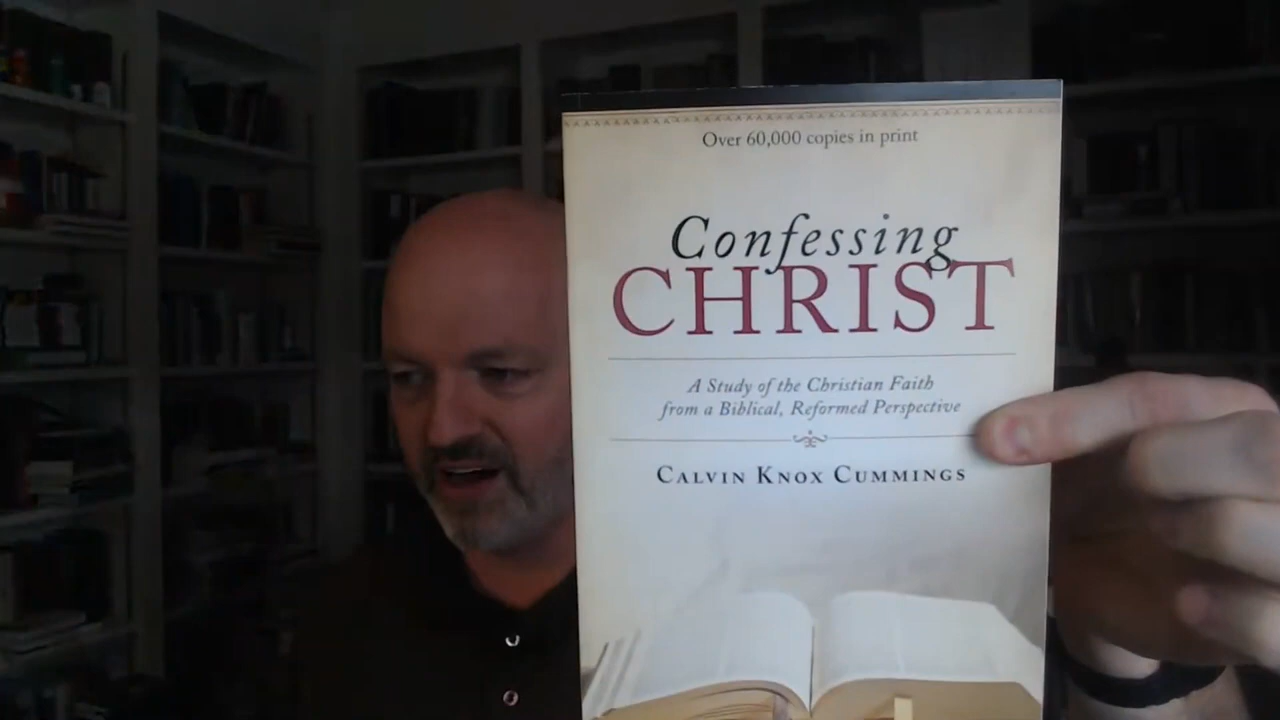 Over 60,000 copies in print
Confessing
CHRIST
A Study of the Christian Faith
from a Biblical, Reformed Perspective
CALVIN KNOX CUMMINGS